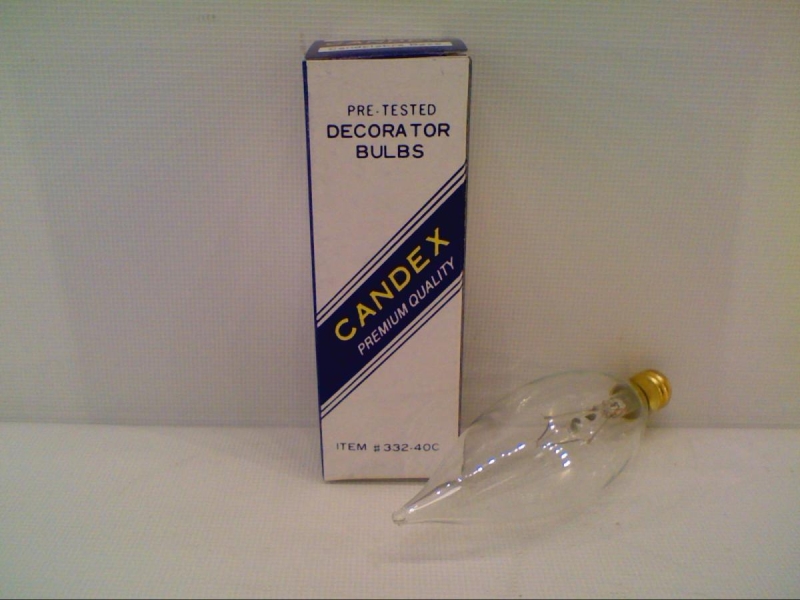 PRE-TESTED
DECORATOR
BULBS
CANDEX
PREMIUM QUALITY
ITEM #332-40C